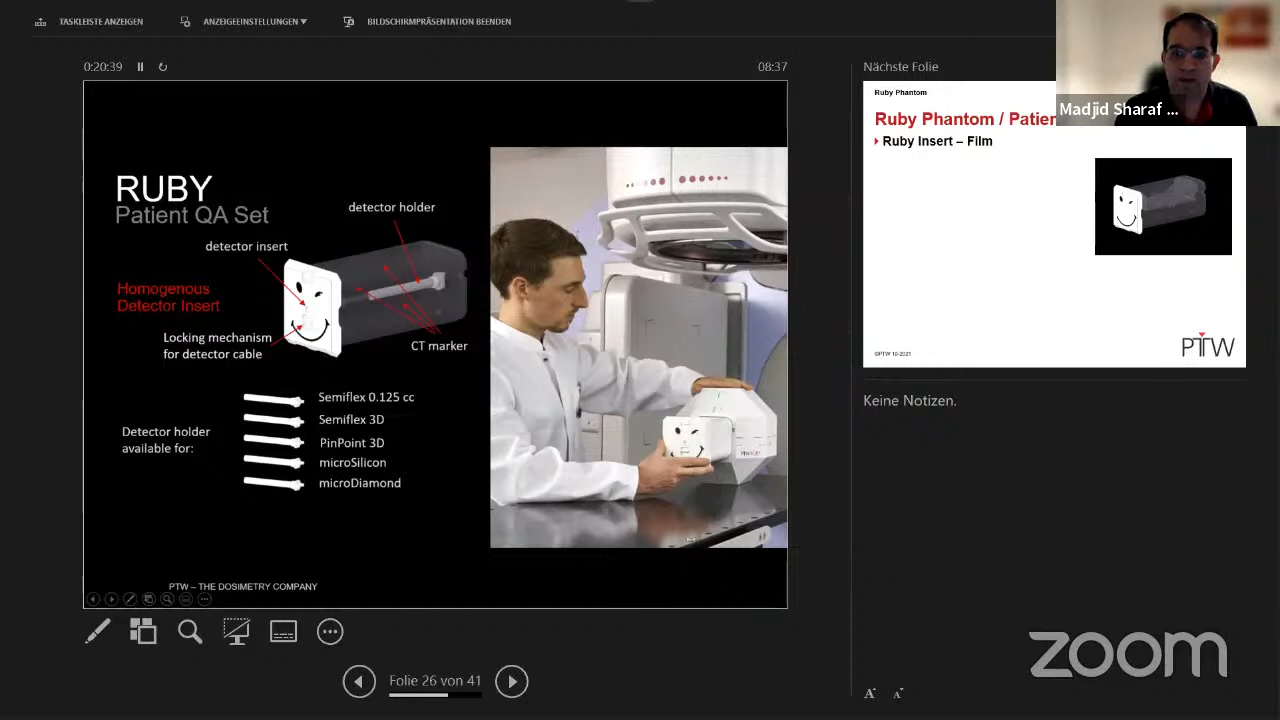 TASKLEISTE ANZEIGEN
ANZEIGEEINSTELLUNGEN ▼
BILDSCHIRMPRÄSENTATION BEENDEN
0:20:39
08:37
RUBY
Patient QA Set
detector holder
detector insert
Homogenous
Detector Insert
Locking mechanism
for detector cable
CT marker
Detector holder
available for:
Semiflex 0.125 cc
Semiflex 3D
PinPoint 3D
microSilicon
microDiamond
PTW – THE DOSIMETRY COMPANY
Folie 26 von 41
Nächste Folie
Ruby Phantom
Ruby Phantom / Patien
Ruby Insert – Film
©PTW 10-2021
PTW
Keine Notizen.
Madjid Sharaf ...
zoom
A
A